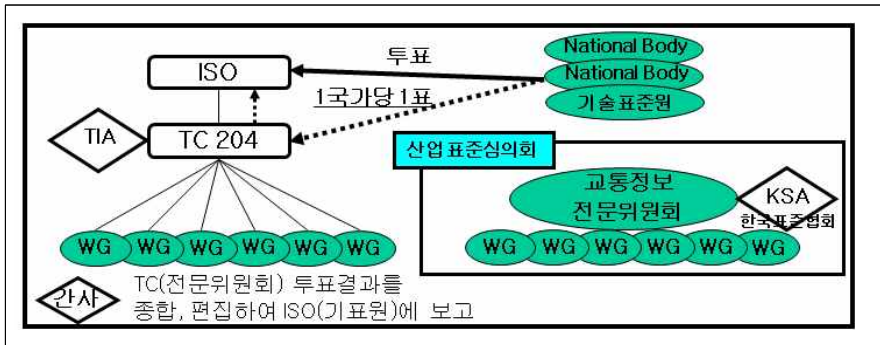 National Body
National Body
기술표준원
투표
1국가당 1표
ISO
TIA
TC 204
WG WG WG WG WG WG
산업 표준심의회
교통정보
전문위원회
KSA
한국표준협회
WG WG WG WG WG WG
간사
TC(전문위원회) 투표결과를
종합, 편집하여 ISO(기표원)에 보고